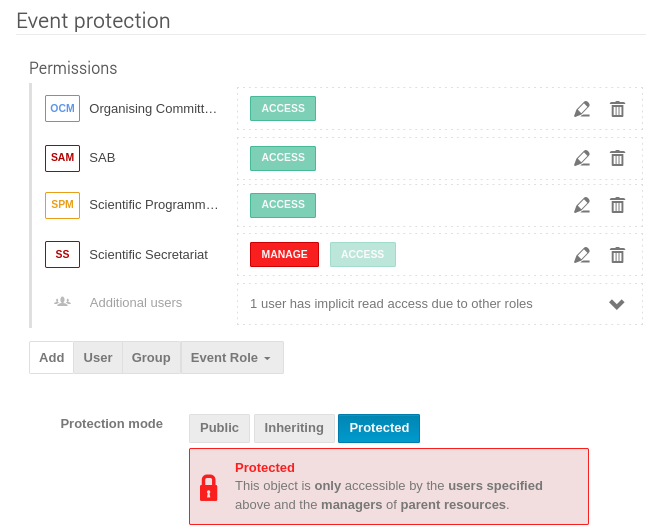 Event protection
Permissions
OCM Organising Committ… ACCESS
SAM SAB ACCESS
SPM Scientific Programm… ACCESS
SS Scientific Secretariat MANAGE ACCESS
Additional users 1 user has implicit read access due to other roles
Add User Group Event Role
Protection mode Public Inheriting Protected
Protected
This object is only accessible by the users specified
above and the managers of parent resources.